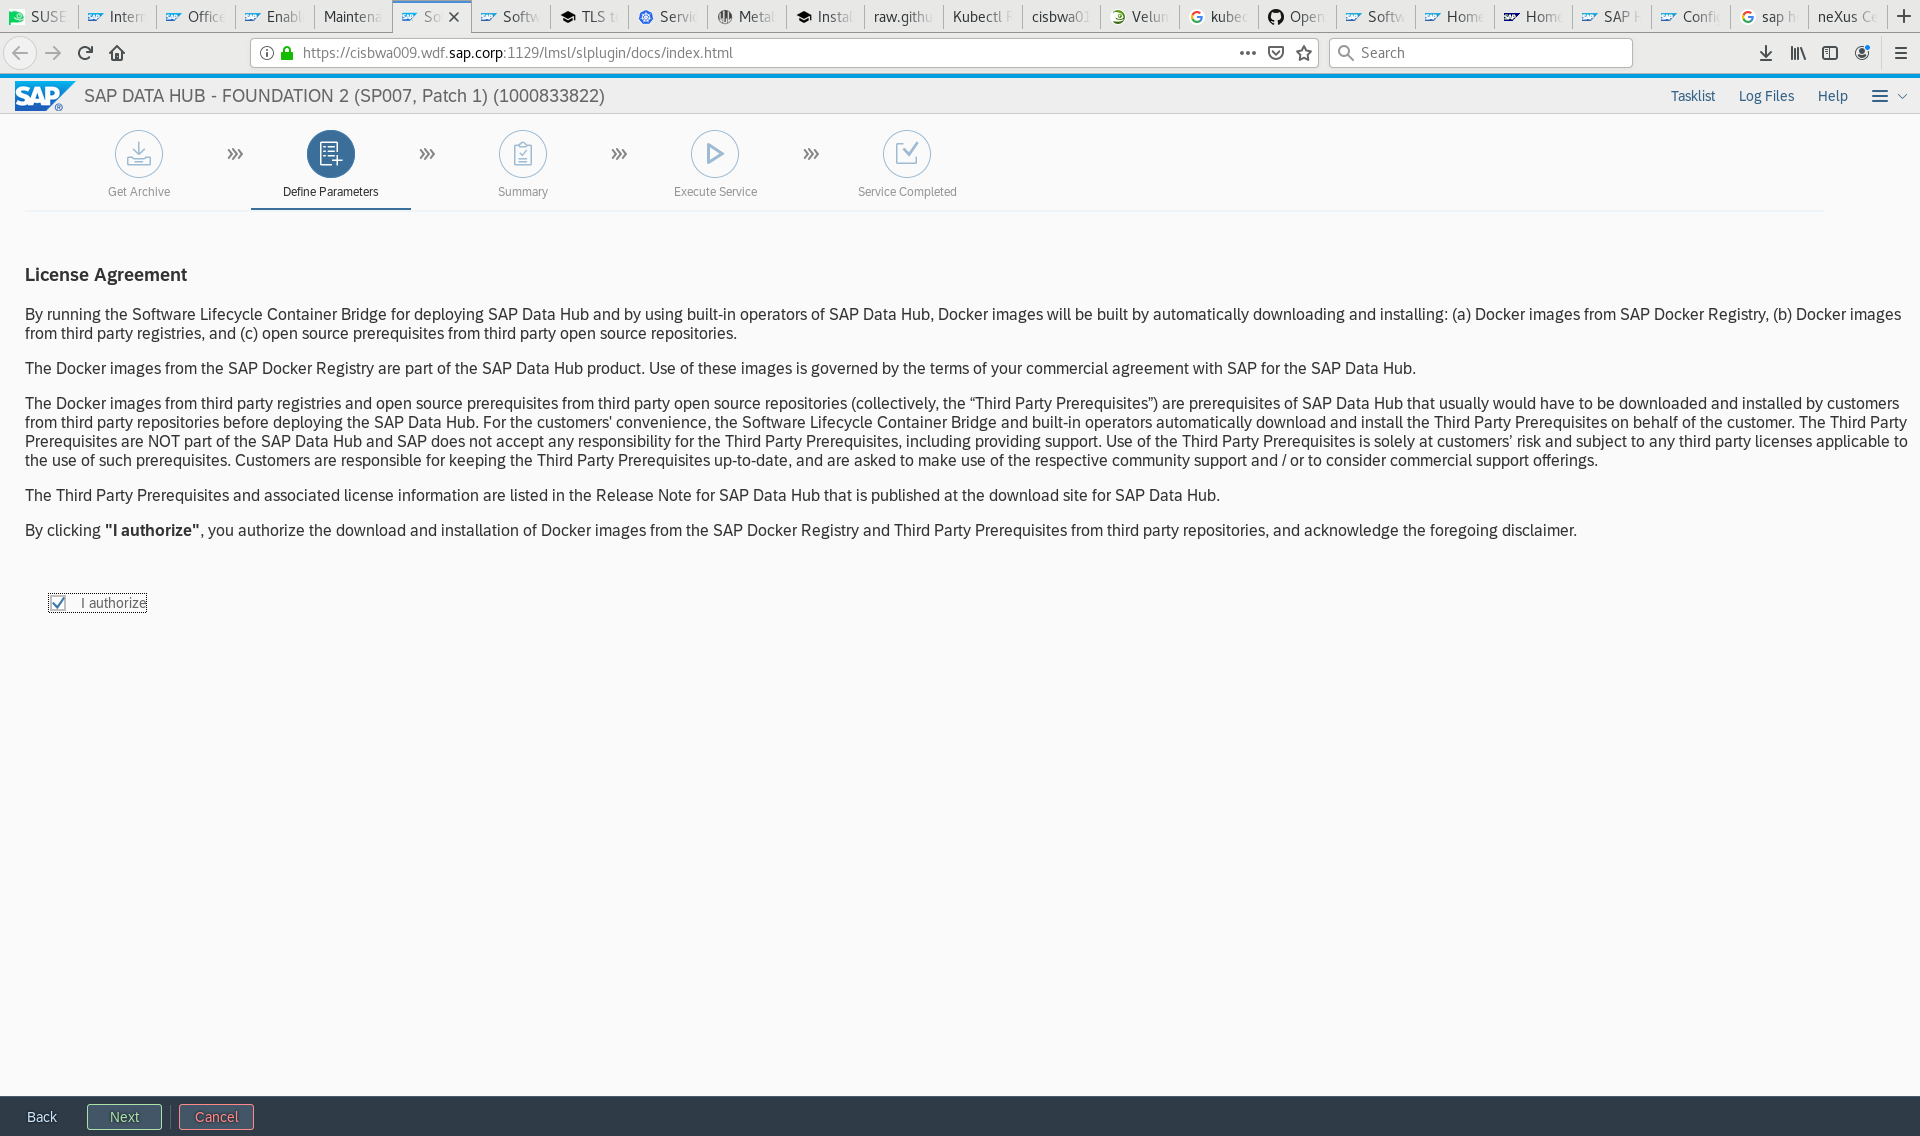 SUSE Intern Office Enabl Maintena So Softw TLS t Servic Metal Instal raw.githu Kubectl cisbwa01 Velum kubec Open Softw Home Home SAP H Config sap h neXus Ce
https://cisbwa009.wdf.sap.corp:1129/lmsl/slplugin/docs/index.html Search
SAP SAP DATA HUB - FOUNDATION 2 (SP007, Patch 1) (1000833822) Tasklist Log Files Help
Get Archive Define Parameters Summary Execute Service Service Completed
License Agreement
By running the Software Lifecycle Container Bridge for deploying SAP Data Hub and by using built-in operators of SAP Data Hub, Docker images will be built by automatically downloading and installing: (a) Docker images from SAP Docker Registry, (b) Docker images
from third party registries, and (c) open source prerequisites from third party open source repositories.
The Docker images from the SAP Docker Registry are part of the SAP Data Hub product. Use of these images is governed by the terms of your commercial agreement with SAP for the SAP Data Hub.
The Docker images from third party registries and open source prerequisites from third party open source repositories (collectively, the “Third Party Prerequisites”) are prerequisites of SAP Data Hub that usually would have to be downloaded and installed by customers
from third party repositories before deploying the SAP Data Hub. For the customers' convenience, the Software Lifecycle Container Bridge and built-in operators automatically download and install the Third Party Prerequisites on behalf of the customer. The Third Party
Prerequisites are NOT part of the SAP Data Hub and SAP does not accept any responsibility for the Third Party Prerequisites, including providing support. Use of the Third Party Prerequisites is solely at customers’ risk and subject to any third party licenses applicable to
the use of such prerequisites. Customers are responsible for keeping the Third Party Prerequisites up-to-date, and are asked to make use of the respective community support and / or to consider commercial support offerings.
The Third Party Prerequisites and associated license information are listed in the Release Note for SAP Data Hub that is published at the download site for SAP Data Hub.
By clicking "I authorize", you authorize the download and installation of Docker images from the SAP Docker Registry and Third Party Prerequisites from third party repositories, and acknowledge the foregoing disclaimer.
I authorize
Back Next Cancel